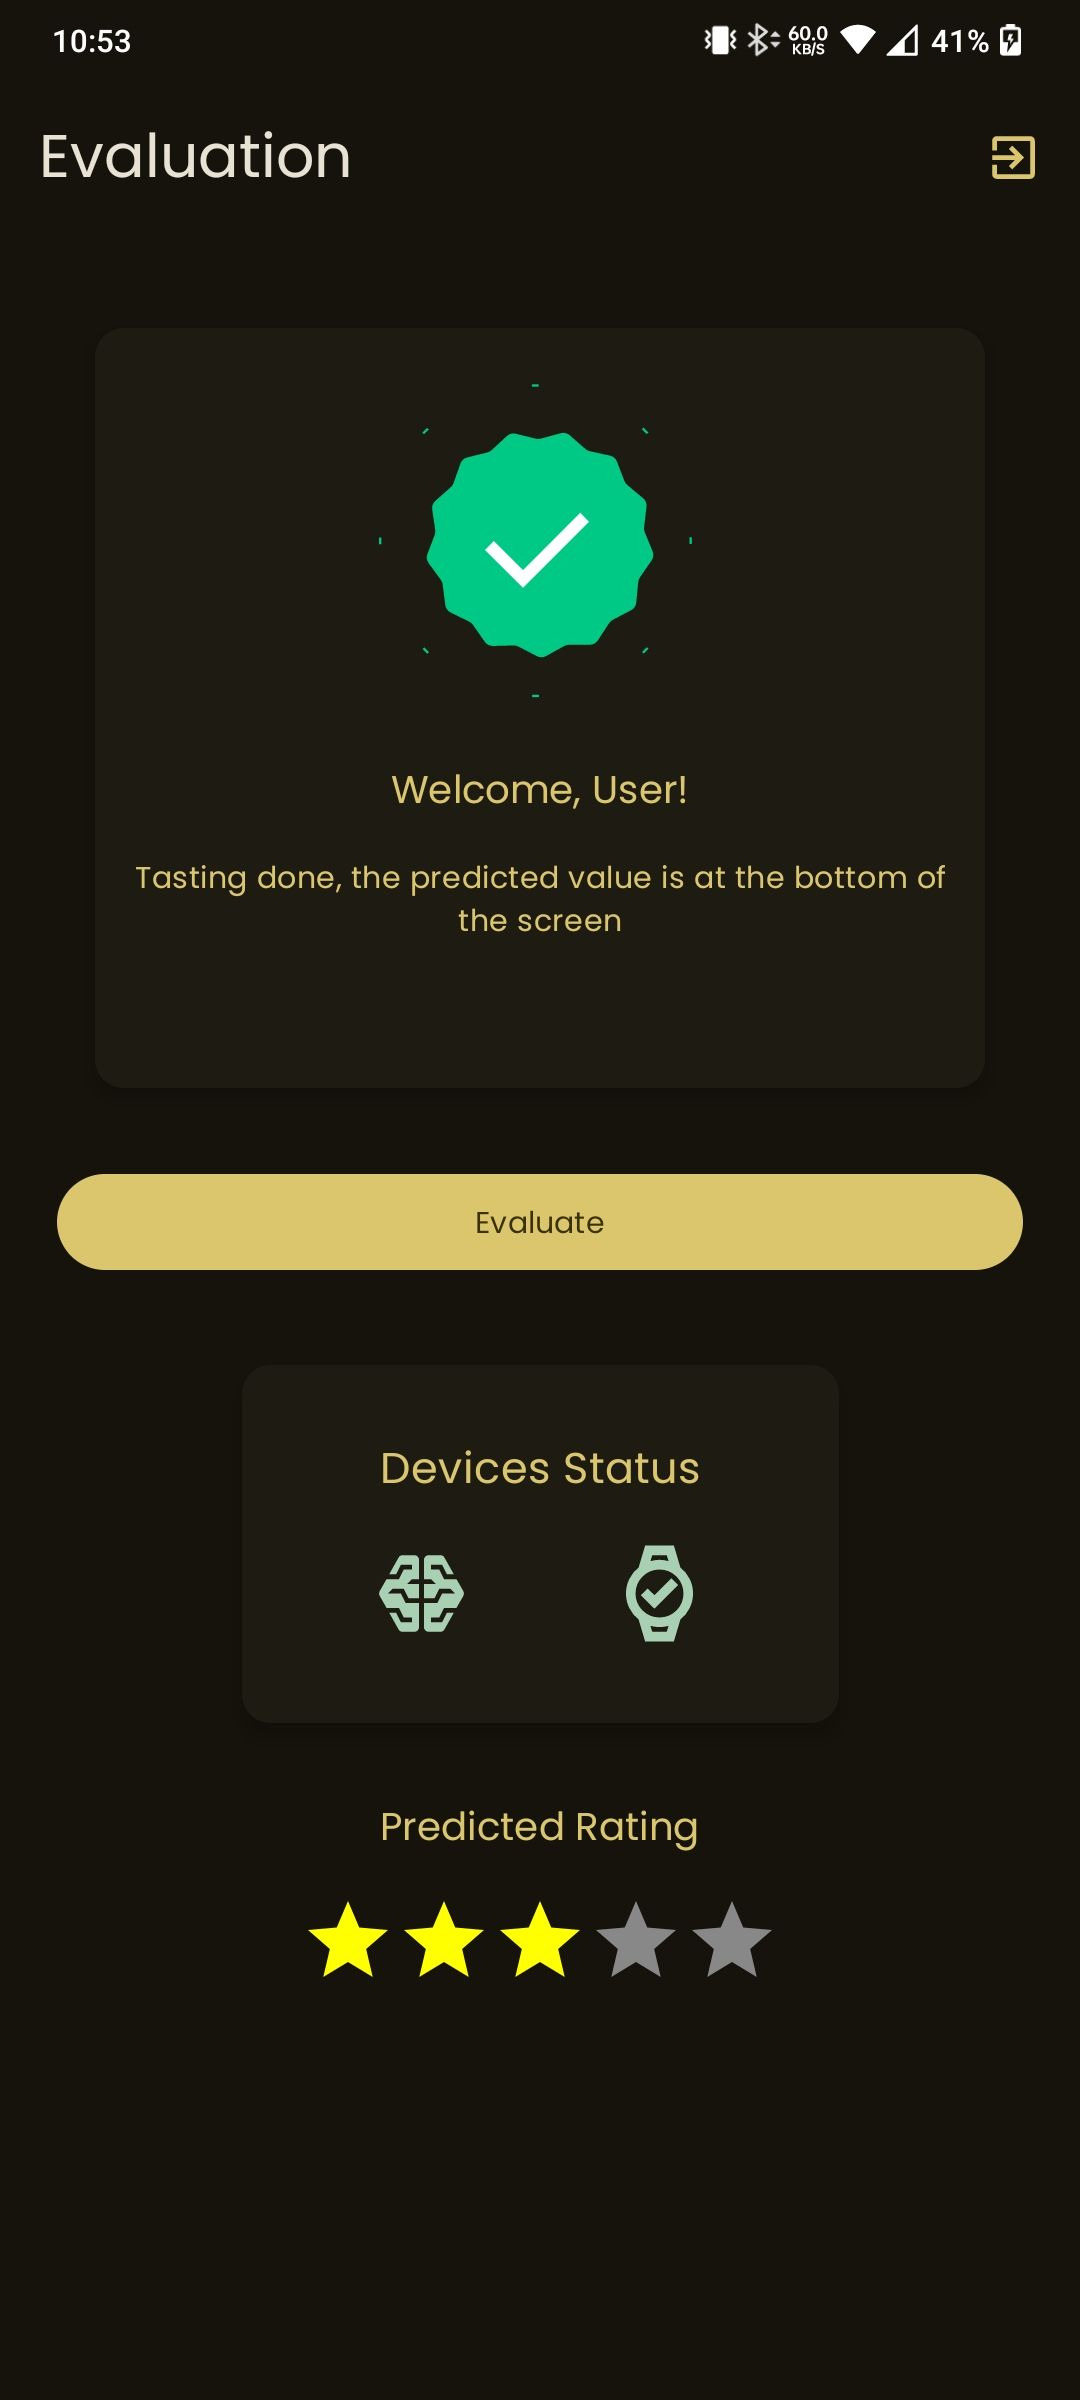 10:53
60.0
KB/S
41%
Evaluation
Welcome, User!
Tasting done, the predicted value is at the bottom of
the screen
Evaluate
Devices Status
Predicted Rating